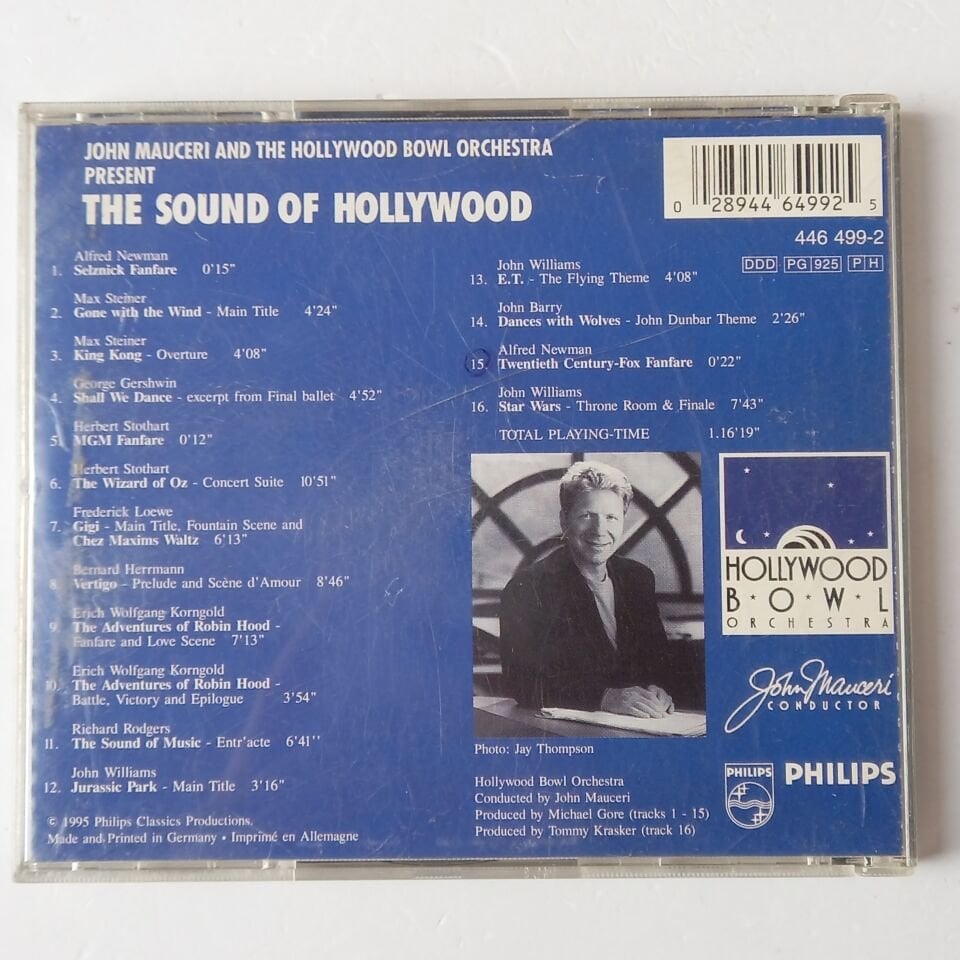 JOHN MAUCERI AND THE HOLLYWOOD BOWL ORCHESTRA
PRESENT
THE SOUND OF HOLLYWOOD
0 28944 64992 5
446 499-2
DDD PG 925 P H
Alfred Newman
1. Selznick Fanfare 0'15"
Max Steiner
2. Gone with the Wind - Main Title 4'24"
Max Steiner
3. King Kong - Overture 4'08"
George Gershwin
4. Shall We Dance - excerpt from Final ballet 4'52"
Herbert Stothart
5. MGM Fanfare 0'12"
Herbert Stothart
6. The Wizard of Oz - Concert Suite 10'51"
Frederick Loewe
7. Gigi - Main Title, Fountain Scene and
Chez Maxims Waltz 6'13"
Bernard Herrmann
8. Vertigo - Prelude and Scène d'Amour 8'46"
Erich Wolfgang Korngold
9. The Adventures of Robin Hood -
Fanfare and Love Scene 7'13"
Erich Wolfgang Korngold
10. The Adventures of Robin Hood -
Battle, Victory and Epilogue 3'54"
Richard Rodgers
11. The Sound of Music - Entr'acte 6'41''
John Williams
12. Jurassic Park - Main Title 3'16"
© 1995 Philips Classics Productions.
Made and Printed in Germany • Imprimé en Allemagne
John Williams
13. E.T. - The Flying Theme 4'08"
John Barry
14. Dances with Wolves - John Dunbar Theme 2'26"
Alfred Newman
15. Twentieth Century-Fox Fanfare 0'22"
John Williams
16. Star Wars - Throne Room & Finale 7'43"
TOTAL PLAYING-TIME 1.16'19"
Photo: Jay Thompson
Hollywood Bowl Orchestra
Conducted by John Mauceri
Produced by Michael Gore (tracks 1 - 15)
Produced by Tommy Krasker (track 16)
HOLLYWOOD
B•O•W•L
ORCHESTRA
John Mauceri
CONDUCTOR
PHILIPS
PHILIPS